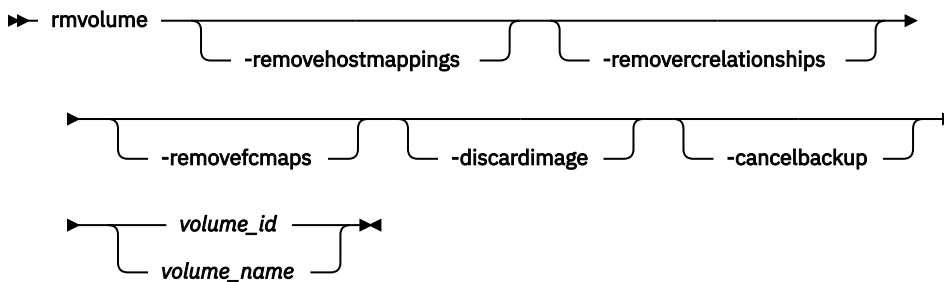 rmvolume
-removehostmappings
-removercrelationships
-removefcmaps
-discardimage
-cancelbackup
volume_id
volume_name